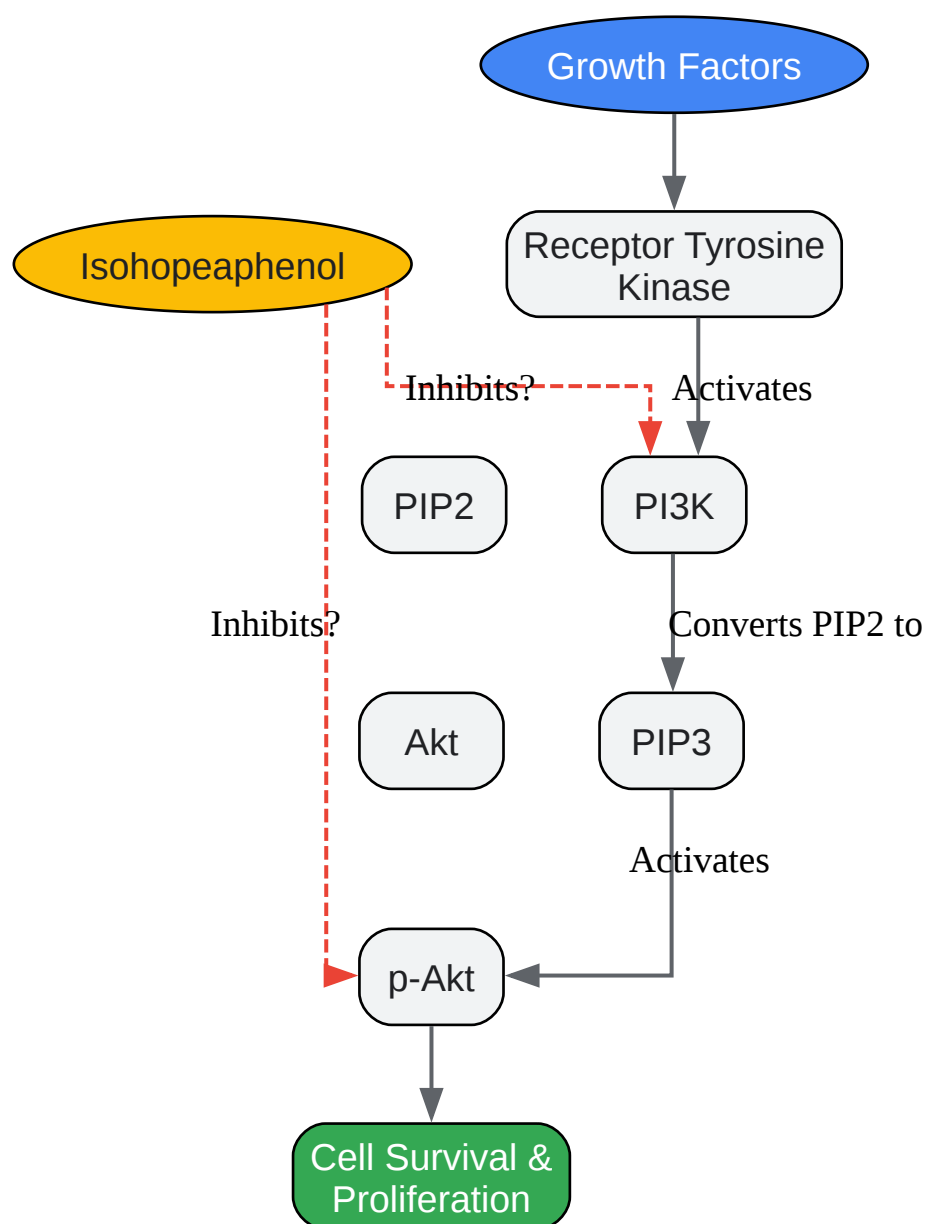 Growth Factors
Isohopeaphenol
Receptor Tyrosine
Kinase
Inhibits?
Activates
PIP2
PI3K
Inhibits?
Converts PIP2 to
Akt
PIP3
Activates
p-Akt
Cell Survival &
Proliferation